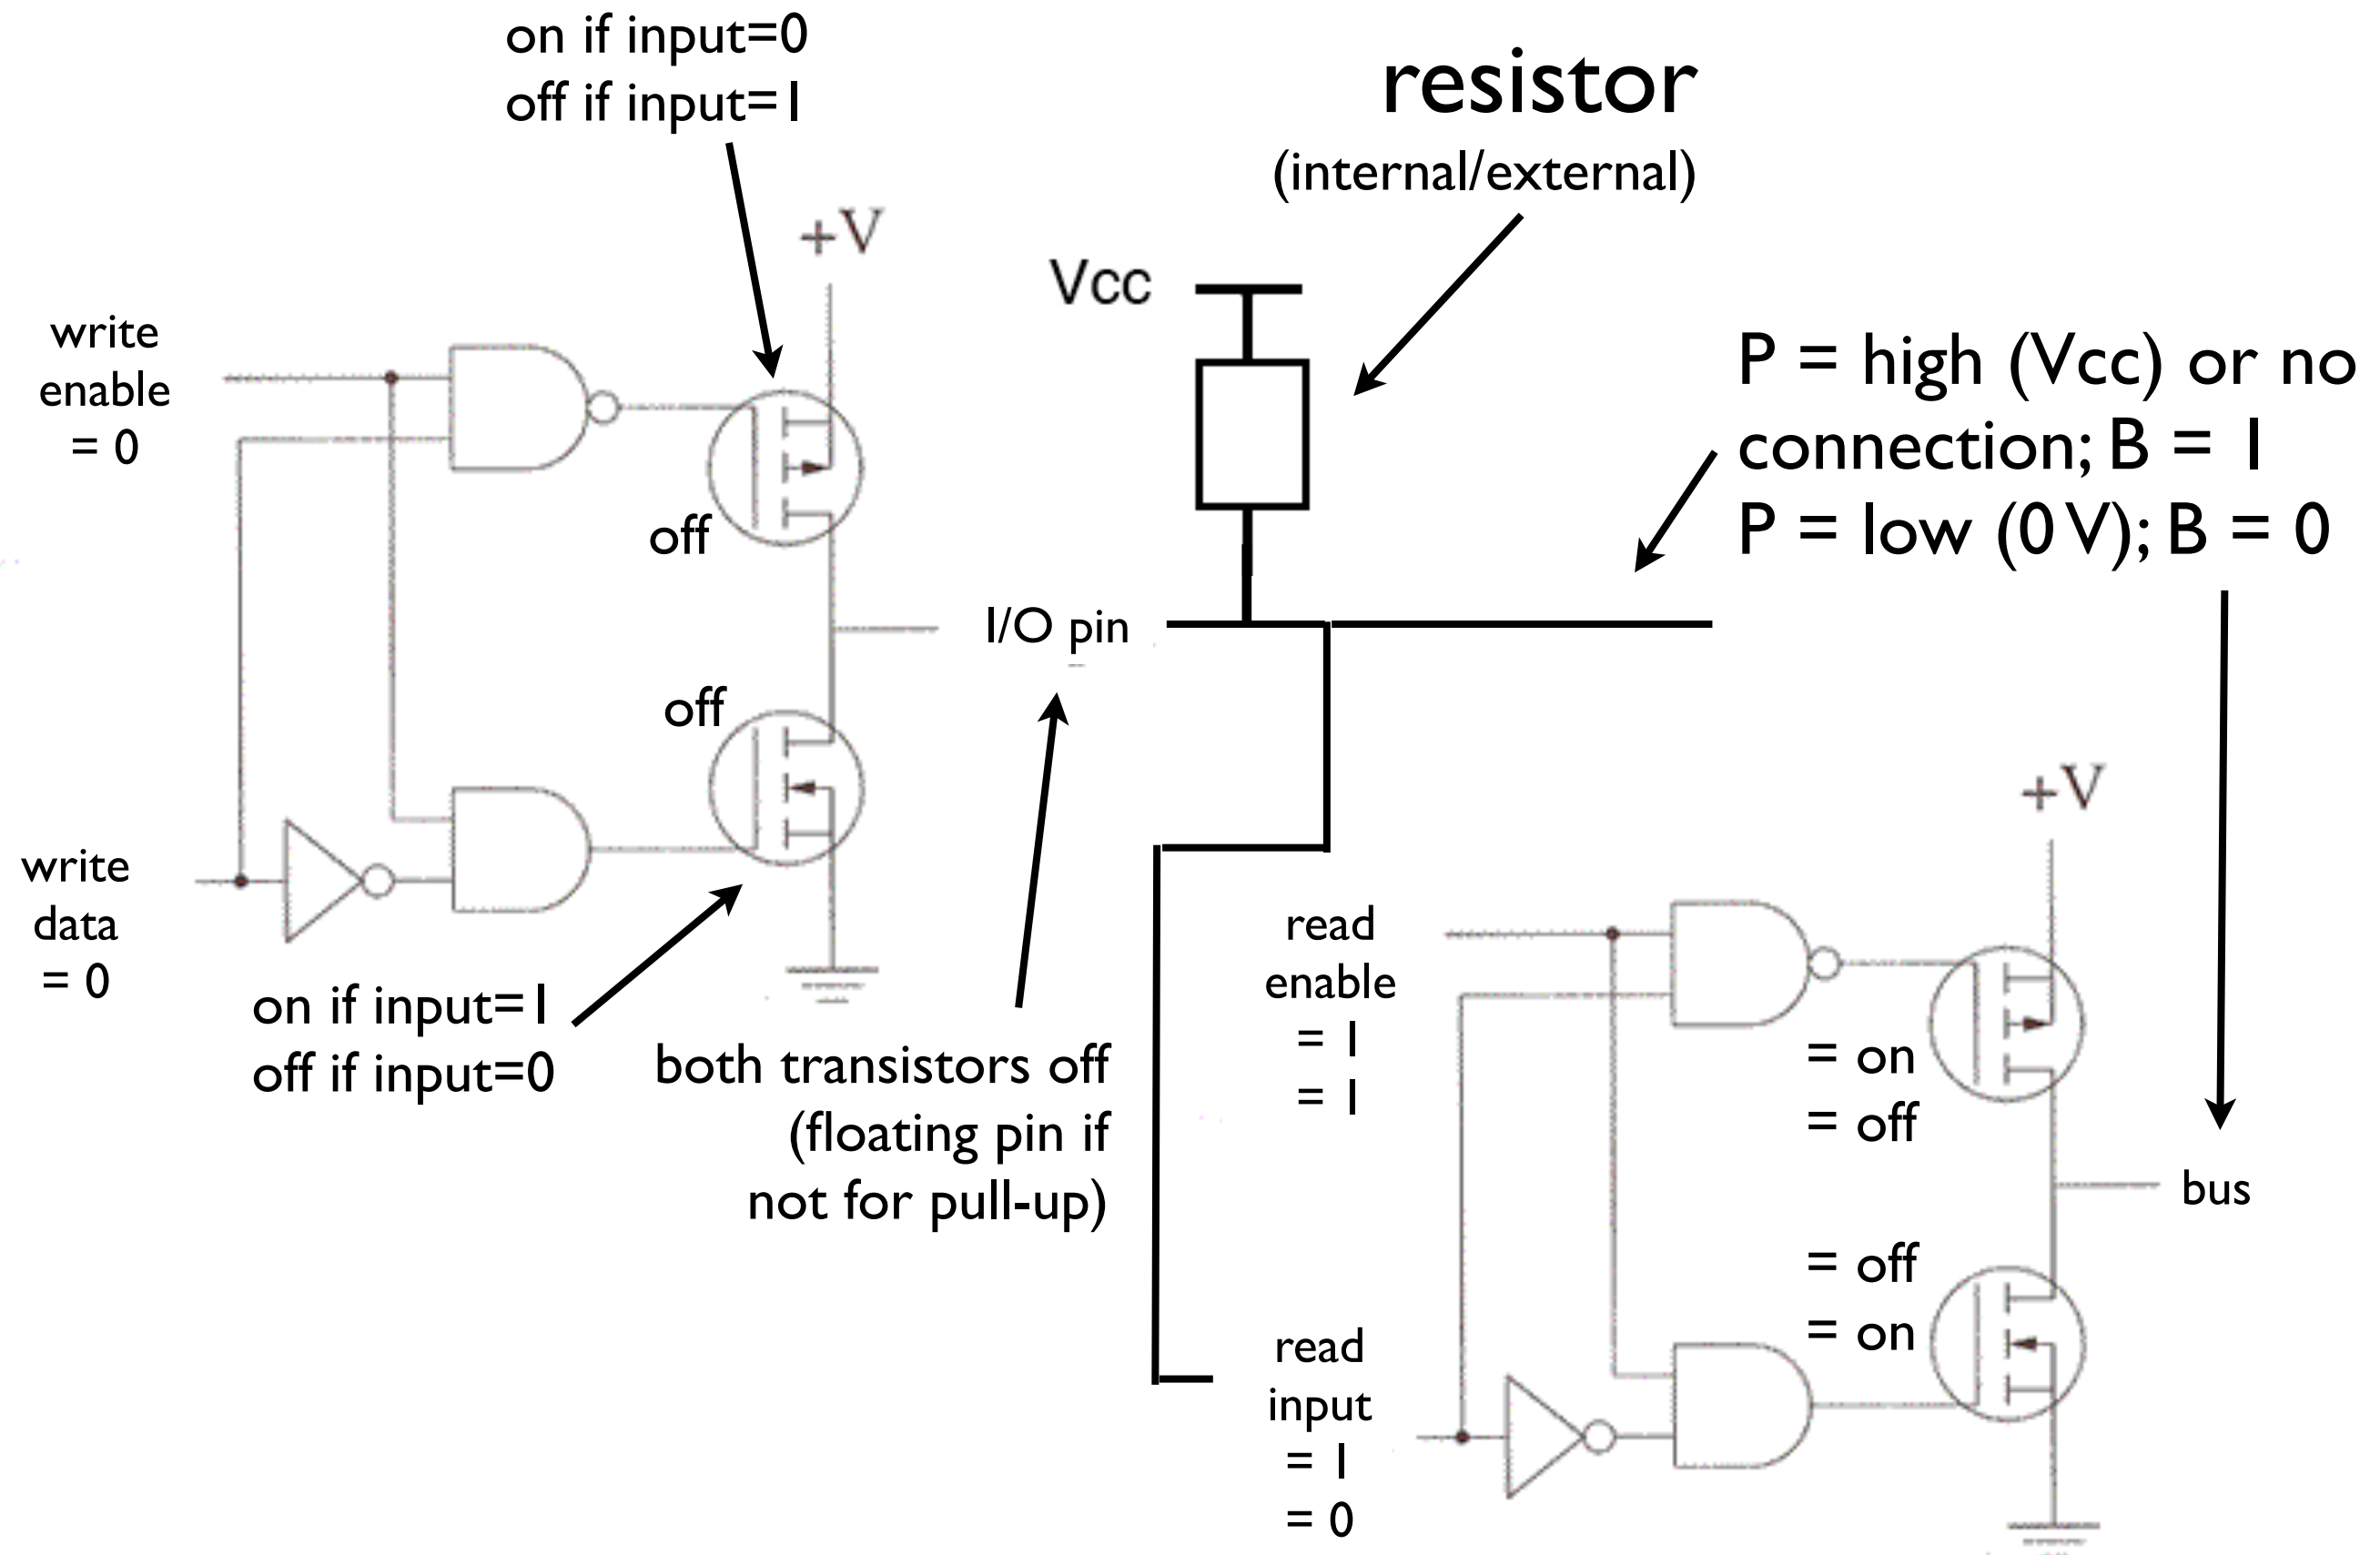 on if input=0
off if input=1
resistor
(internal/external)
+V
Vcc
write
enable
= 0
P = high (Vcc) or no
connection; B = 1
P = low (0 V); B = 0
off
I/O pin
off
+V
write
data
= 0
on if input=1
off if input=0
both transistors off
(floating pin if
not for pull-up)
read
enable
= 1
= 1
= on
= off
bus
= off
= on
read
input
= 1
= 0